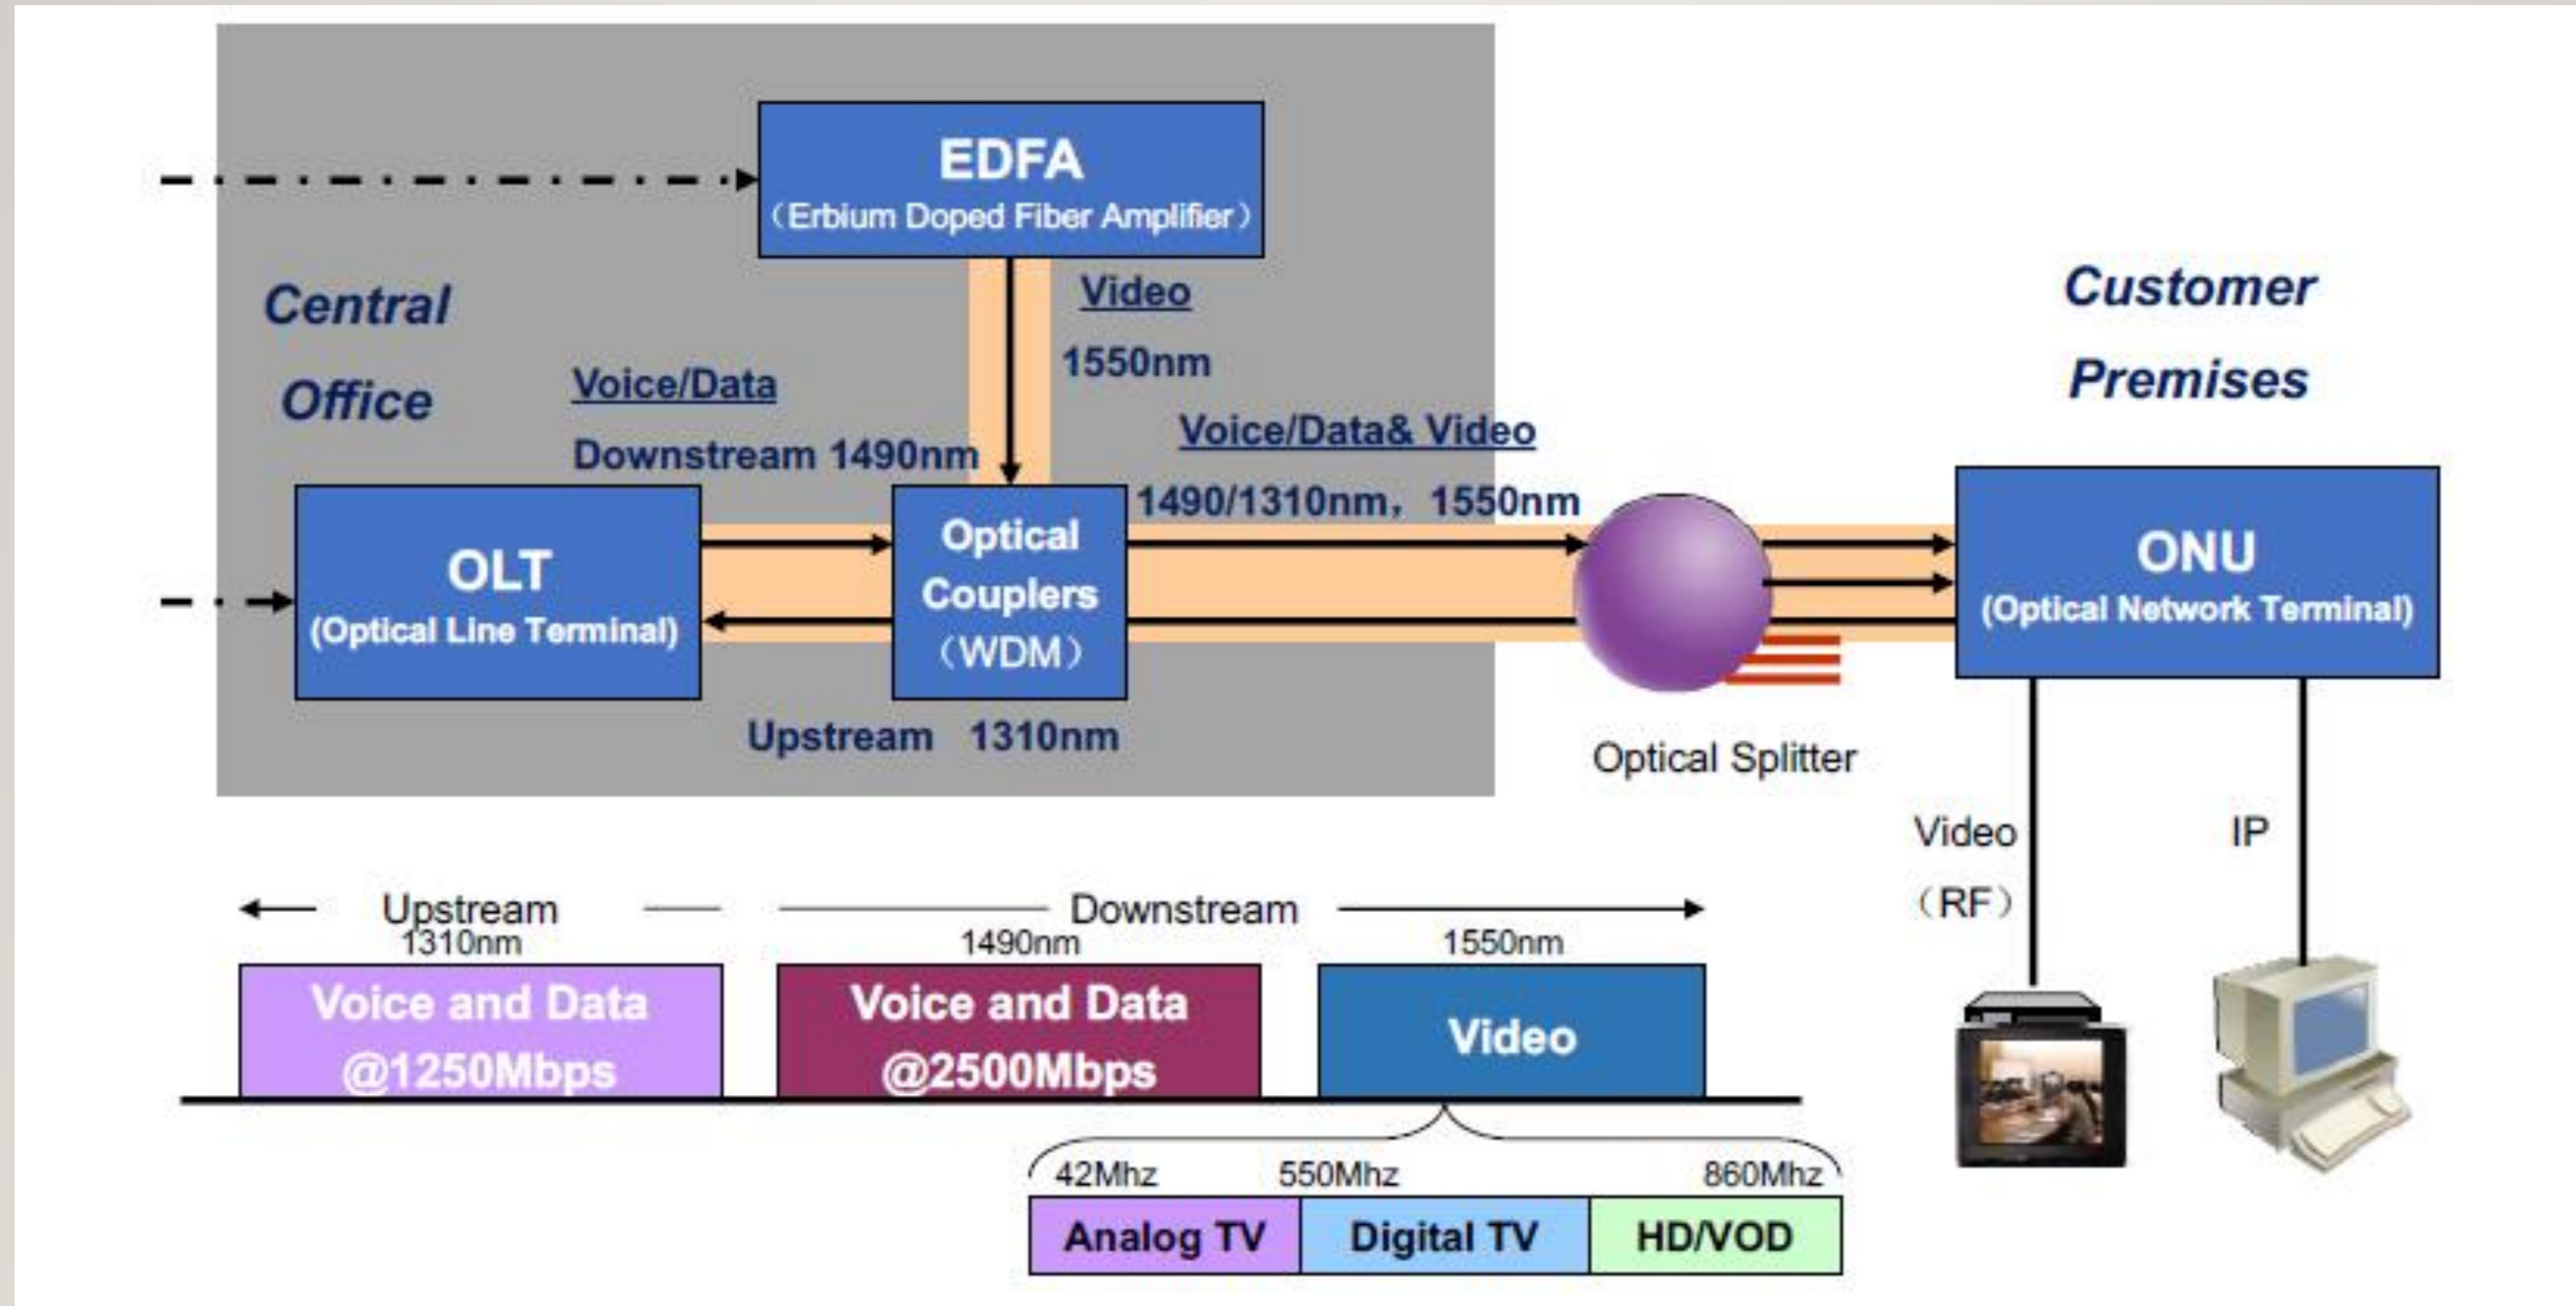 EDFA
（Erbium Doped Fiber Amplifier）
Central
Office
Video
1550nm
Voice/Data
Downstream 1490nm
Voice/Data& Video
1490/1310nm，1550nm
Customer
Premises
OLT
(Optical Line Terminal)
Optical
Couplers
（WDM）
ONU
(Optical Network Terminal)
Upstream 1310nm
Optical Splitter
Video
（RF）
IP
Upstream
1310nm
Downstream
1490nm
1550nm
Voice and Data
@1250Mbps
Voice and Data
@2500Mbps
Video
42Mhz
550Mhz
860Mhz
Analog TV
Digital TV
HD/VOD